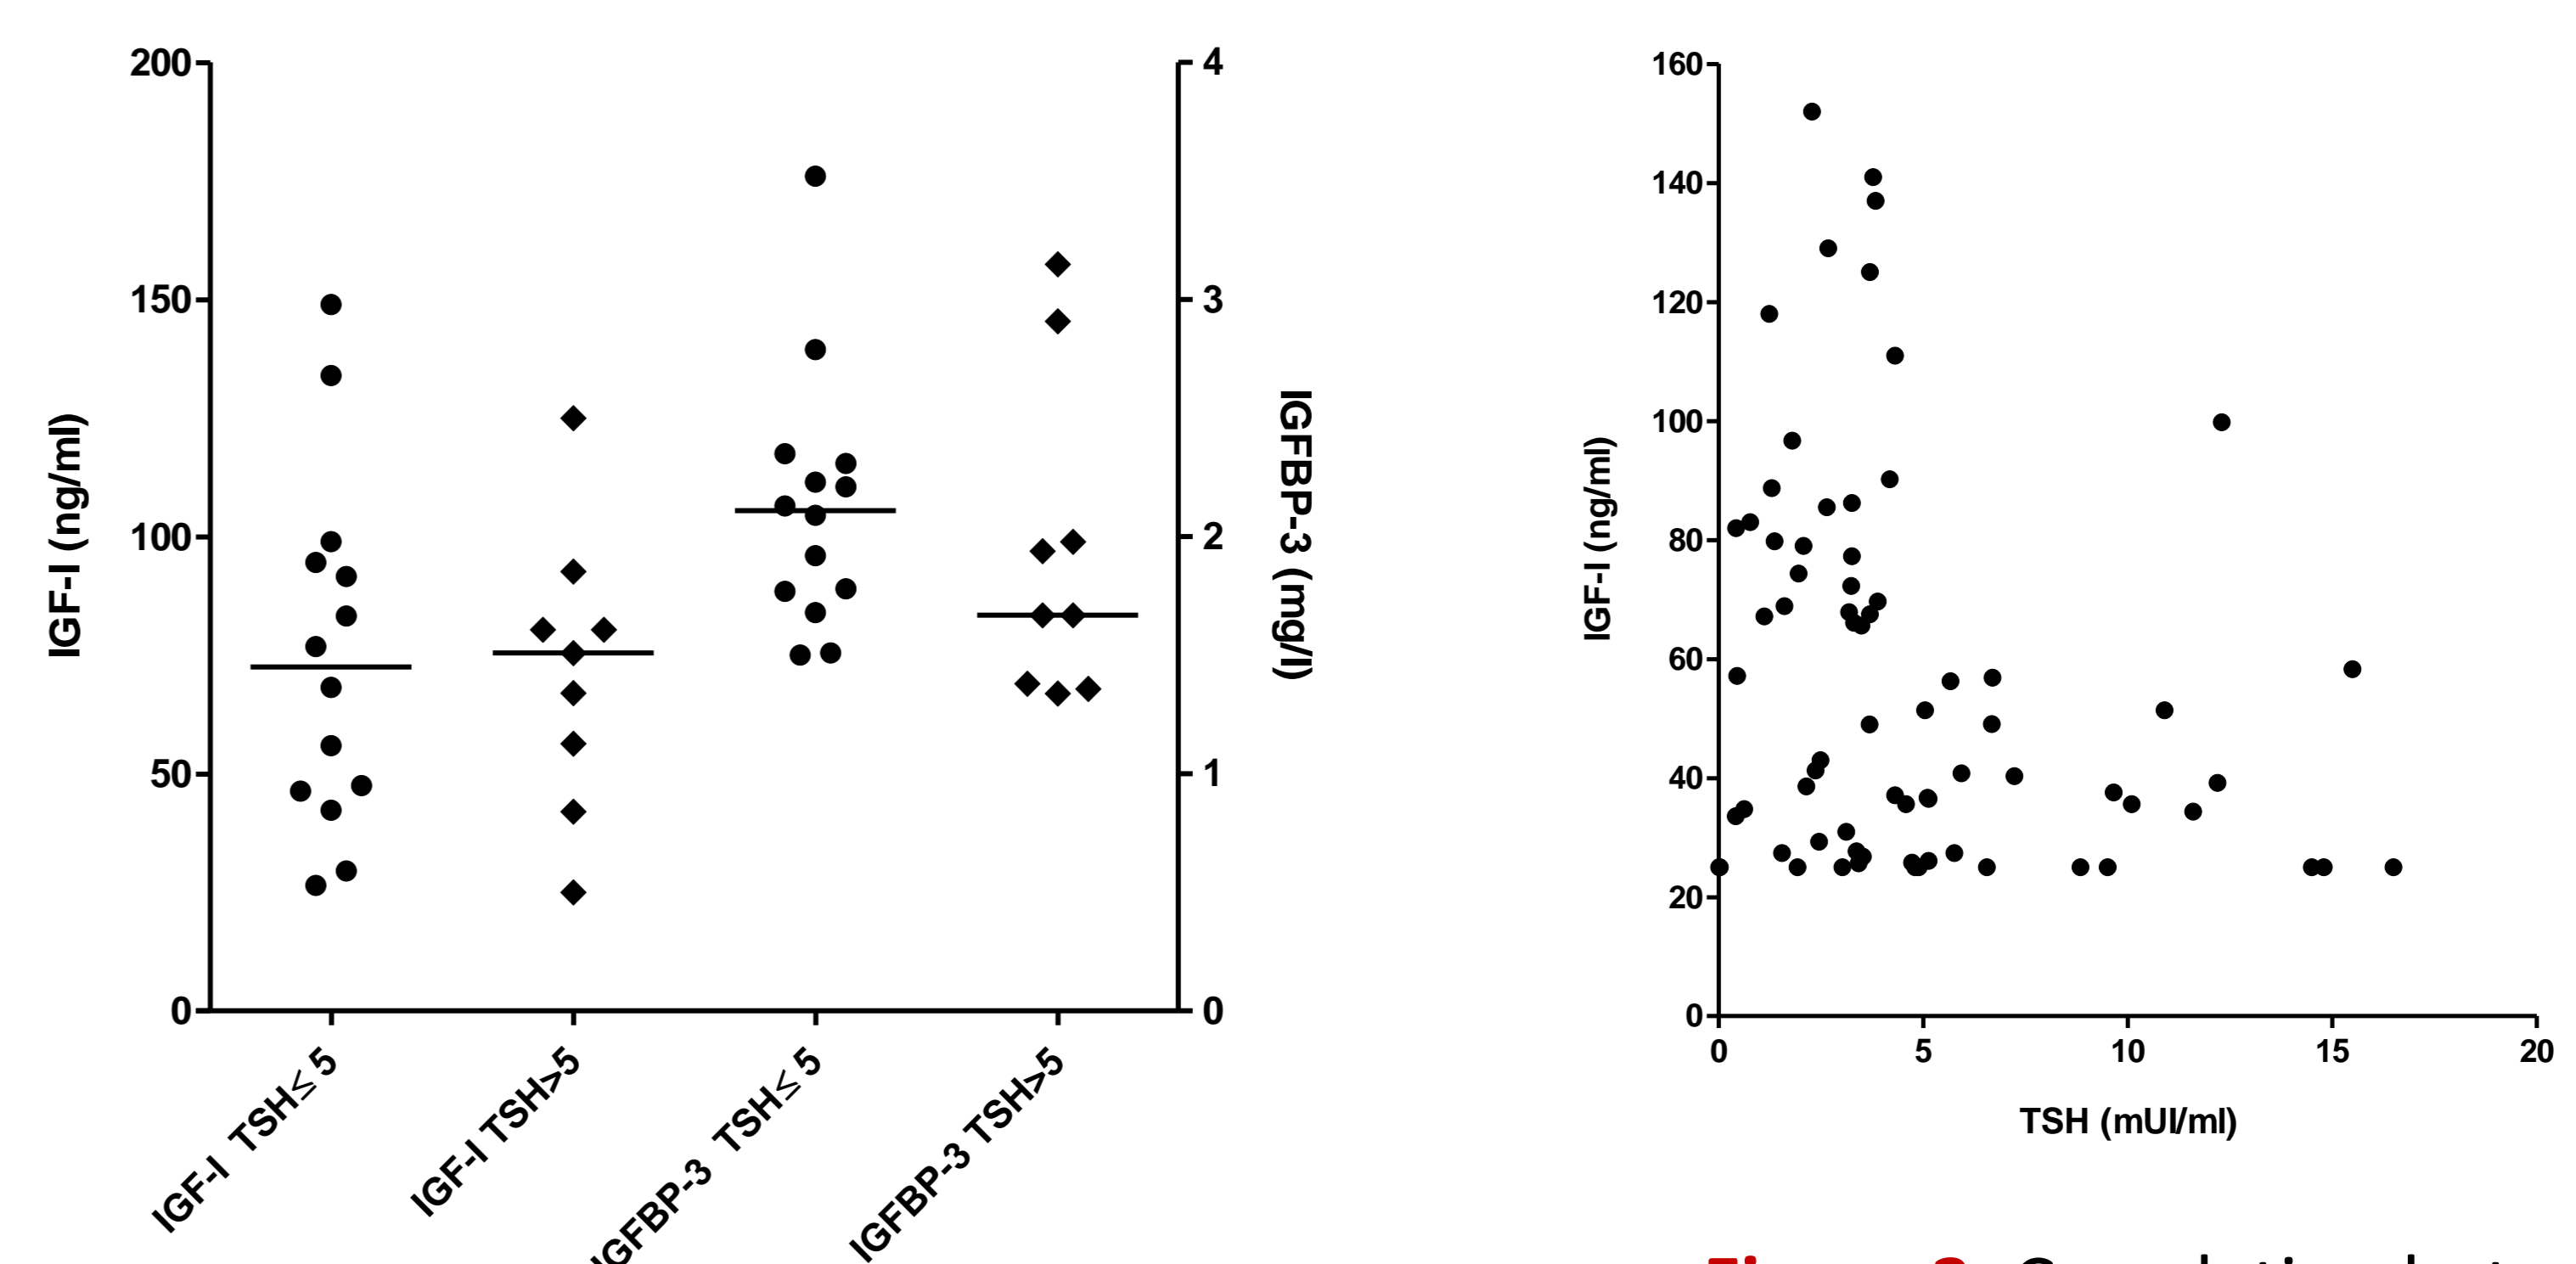 200
150
100
50
0
IGF-I (ng/ml)
4
3
2
1
0
IGFBP-3 (mg/l)
IGF-I TSH≤ 5
IGF-I TSH>5
IGFBP-3 TSH≤ 5
IGFBP-3 TSH>5
160
140
120
100
80
60
40
20
0
IGF-I (ng/ml)
0 5 10 15 20
TSH (mUI/ml)